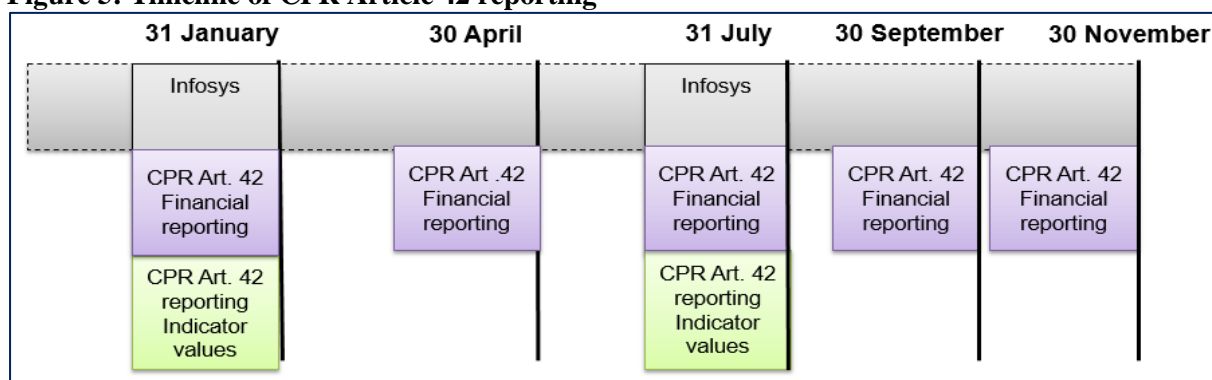 Figure 5: Timeline of CPR Article 42 reporting
31 January
30 April
31 July
30 September
30 November
Infosys
Infosys
CPR Art. 42
Financial
reporting
CPR Art .42
Financial
reporting
CPR Art. 42
Financial
reporting
CPR Art. 42
Financial
reporting
CPR Art. 42
Financial
reporting
CPR Art. 42
reporting
Indicator
values
CPR Art. 42
reporting
Indicator
values